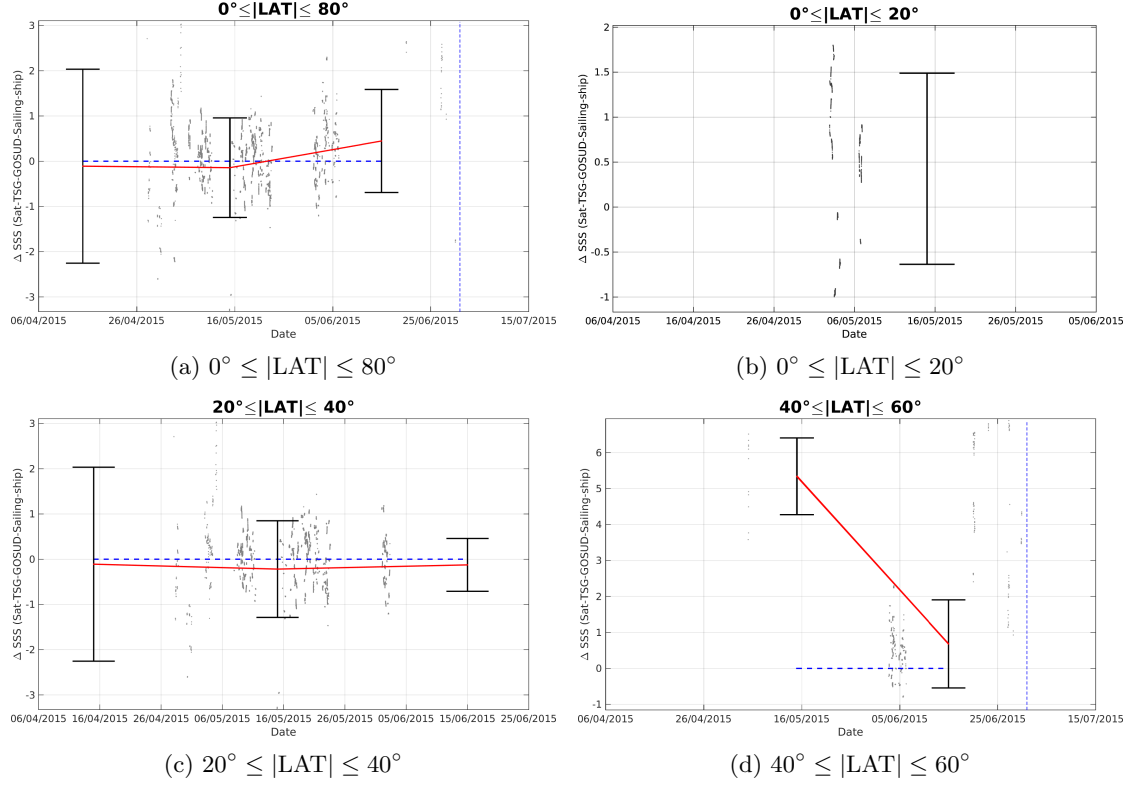 0°≤|LAT|≤ 80°
Δ SSS (Sat-TSG-GOSUD-Sailing-ship)
3
2
1
0
-1
-2
-3
06/04/2015 26/04/2015 16/05/2015 05/06/2015 25/06/2015 15/07/2015
Date
(a) 0° ≤ |LAT| ≤ 80°
0°≤|LAT|≤ 20°
Δ SSS (Sat-TSG-GOSUD-Sailing-ship)
2
1.5
1
0.5
0
-0.5
-1
06/04/2015 16/04/2015 26/04/2015 06/05/2015 16/05/2015 26/05/2015 05/06/2015
Date
(b) 0° ≤ |LAT| ≤ 20°
20°≤|LAT|≤ 40°
Δ SSS (Sat-TSG-GOSUD-Sailing-ship)
3
2
1
0
-1
-2
-3
06/04/2015 16/04/2015 26/04/2015 06/05/2015 16/05/2015 26/05/2015 05/06/2015 15/06/2015 25/06/2015
Date
(c) 20° ≤ |LAT| ≤ 40°
40°≤|LAT|≤ 60°
Δ SSS (Sat-TSG-GOSUD-Sailing-ship)
6
5
4
3
2
1
0
-1
06/04/2015 26/04/2015 16/05/2015 05/06/2015 25/06/2015 15/07/2015
Date
(d) 40° ≤ |LAT| ≤ 60°